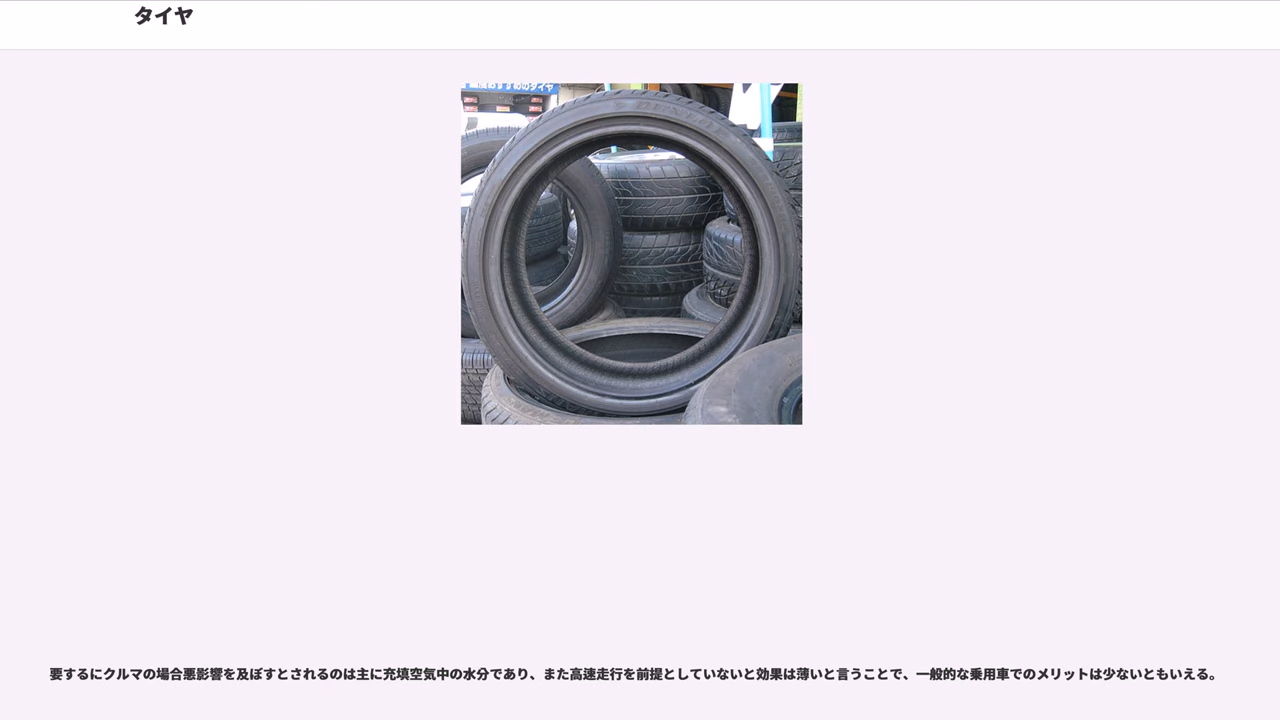 タイヤ
のタイヤ
要するにクルマの場合悪影響を及ぼすとされるのは主に充填空気中の水分であり、また高速走行を前提としていないと効果は薄いと言うことで、一般的な乗用車でのメリットは少ないともいえる。